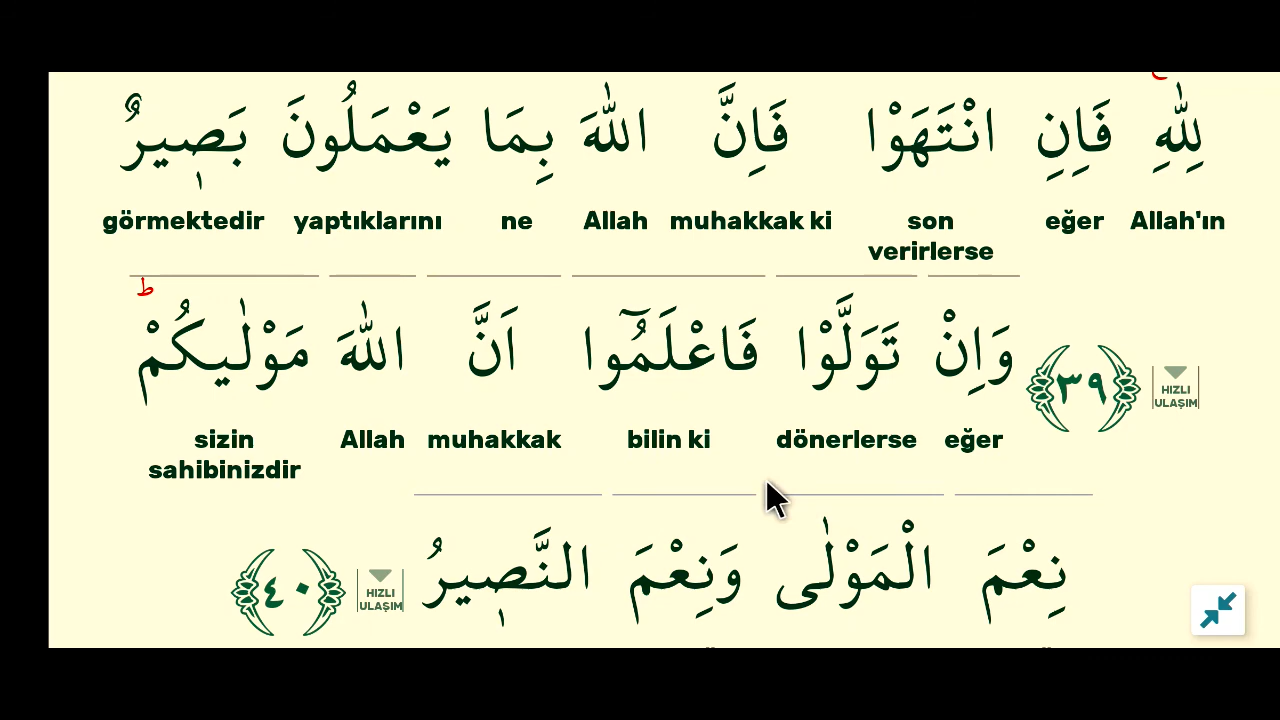 لِلّٰهِۚ فَاِنِ انْتَهَوْا فَاِنَّ اللّٰهَ بِمَا يَعْمَلُونَ بَصٖيرٌ
görmektedir yaptıklarını ne Allah muhakkak ki son verirlerse eğer Allah'ın
﴿٣٩﴾ وَاِنْ تَوَلَّوْا فَاعْلَمُٓوا اَنَّ اللّٰهَ مَوْلٰيكُمْۜ
HIZLI ULAŞIM
sizin sahibinizdir Allah muhakkak bilin ki dönerlerse eğer
نِعْمَ الْمَوْلٰى وَنِعْمَ النَّصٖيرُ ﴿٤٠﴾
HIZLI ULAŞIM